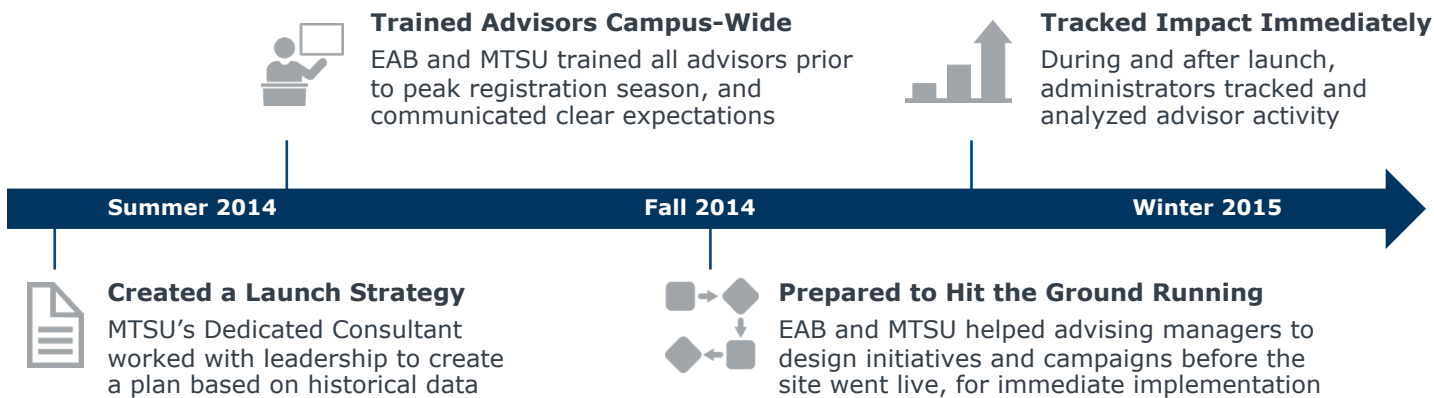 Trained Advisors Campus-Wide
EAB and MTSU trained all advisors prior
to peak registration season, and
communicated clear expectations
Tracked Impact Immediately
During and after launch,
administrators tracked and
analyzed advisor activity
Summer 2014
Fall 2014
Winter 2015
Created a Launch Strategy
MTSU's Dedicated Consultant
worked with leadership to create
a plan based on historical data
Prepared to Hit the Ground Running
EAB and MTSU helped advising managers to
design initiatives and campaigns before the
site went live, for immediate implementation